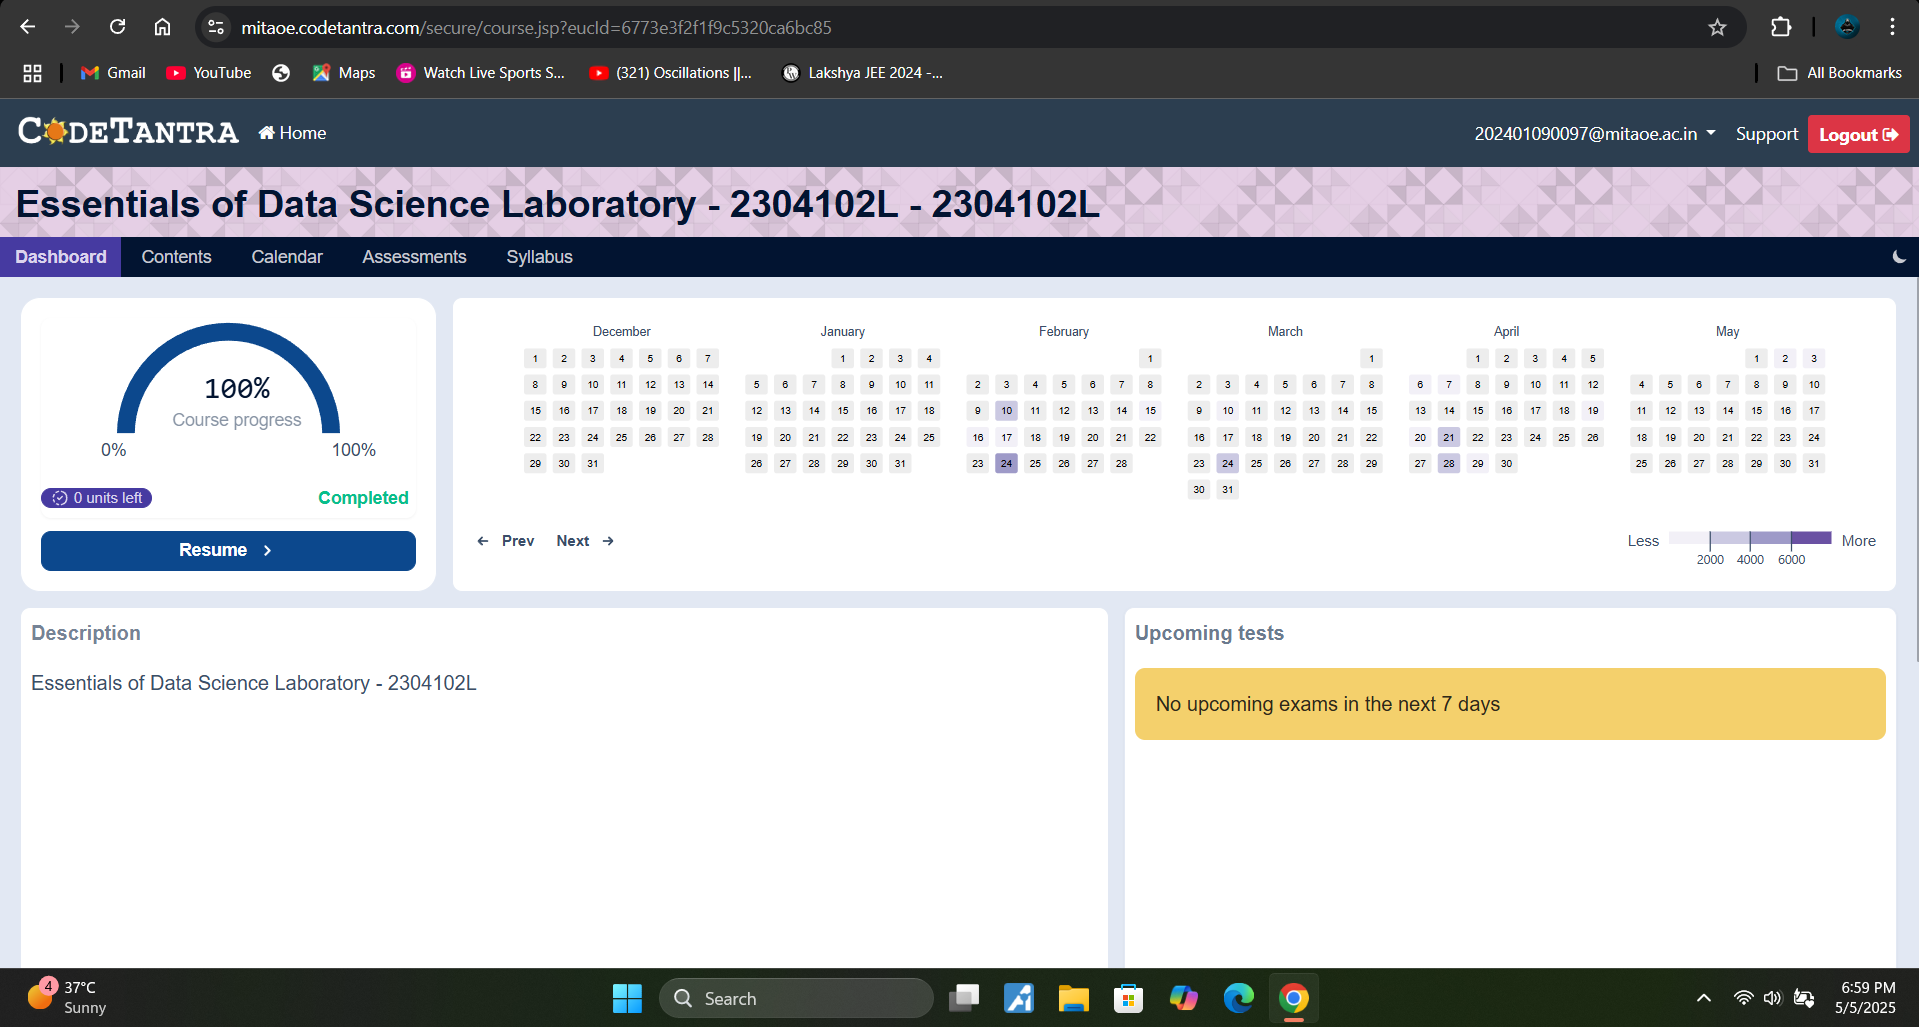 mitaoe.codetantra.com/secure/course.jsp?eucId=6773e3f2f1f9c5320ca6bc85
Gmail YouTube Maps Watch Live Sports S... (321) Oscillations ||... Lakshya JEE 2024 -... All Bookmarks
CODETANTRA Home 202401090097@mitaoe.ac.in Support Logout
Essentials of Data Science Laboratory - 2304102L - 2304102L
Dashboard Contents Calendar Assessments Syllabus
100%
Course progress
0% 100%
0 units left Completed
Resume
December
1 2 3 4 5 6 7
8 9 10 11 12 13 14
15 16 17 18 19 20 21
22 23 24 25 26 27 28
29 30 31
January
1 2 3 4
5 6 7 8 9 10 11
12 13 14 15 16 17 18
19 20 21 22 23 24 25
26 27 28 29 30 31
February
1
2 3 4 5 6 7 8
9 10 11 12 13 14 15
16 17 18 19 20 21 22
23 24 25 26 27 28
March
1
2 3 4 5 6 7 8
9 10 11 12 13 14 15
16 17 18 19 20 21 22
23 24 25 26 27 28 29
30 31
April
1 2 3 4 5
6 7 8 9 10 11 12
13 14 15 16 17 18 19
20 21 22 23 24 25 26
27 28 29 30
May
1 2 3
4 5 6 7 8 9 10
11 12 13 14 15 16 17
18 19 20 21 22 23 24
25 26 27 28 29 30 31
Prev Next
Less More
2000 4000 6000
Description
Essentials of Data Science Laboratory - 2304102L
Upcoming tests
No upcoming exams in the next 7 days
4
37°C
Sunny
Search
6:59 PM
5/5/2025